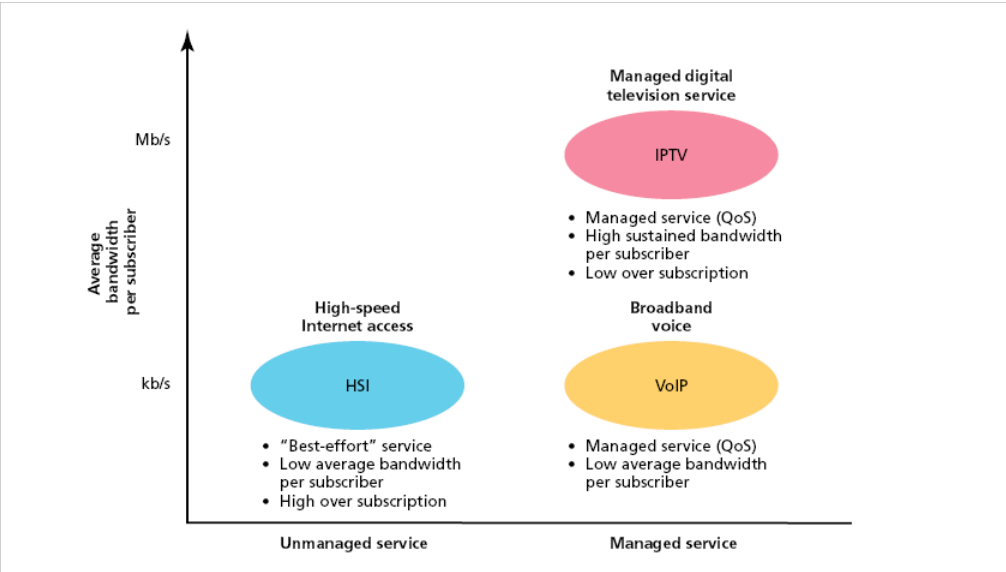 Managed digital
television service
Mb/s
IPTV
• Managed service (QoS)
• High sustained bandwidth
per subscriber
• Low over subscription
Average
bandwidth
per subscriber
High-speed
Internet access
Broadband
voice
kb/s
HSI
VoIP
• “Best-effort” service
• Low average bandwidth
per subscriber
• High over subscription
• Managed service (QoS)
• Low average bandwidth
per subscriber
Unmanaged service
Managed service